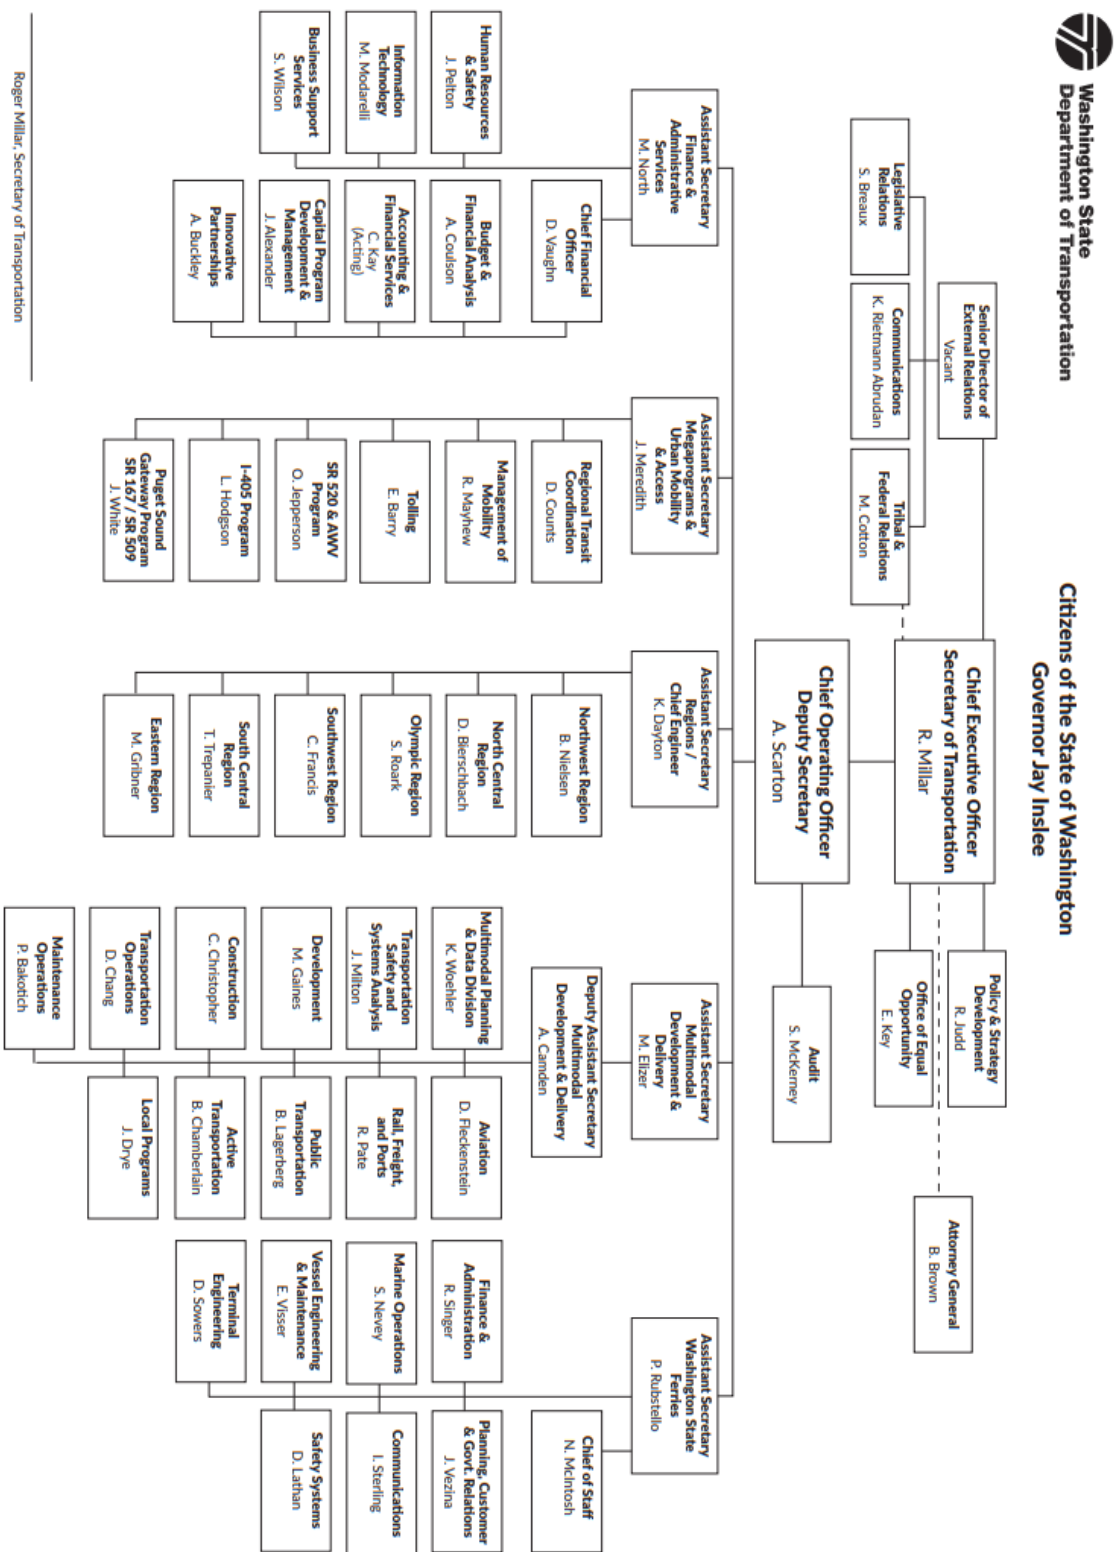 Washington State
Department of Transportation
Citizens of the State of Washington
Governor Jay Inslee
Chief Executive Officer
Secretary of Transportation
R. Millar
Senior Director of
External Relations
Vacant
Legislative
Relations
S. Breaux
Communications
K. Rietmann Abrudan
Tribal &
Federal Relations
M. Cotton
Policy & Strategy
Development
R. Judd
Office of Equal
Opportunity
E. Key
Attorney General
B. Brown
Chief Operating Officer
Deputy Secretary
A. Scarton
Audit
S. McKerney
Assistant Secretary
Finance &
Administrative
Services
M. North
Chief Financial
Officer
D. Vaughn
Human Resources
& Safety
J. Pelton
Budget &
Financial Analysis
A. Coulson
Information
Technology
M. Modarelli
Accounting &
Financial Services
C. Kay
(Acting)
Business Support
Services
S. Wilson
Capital Program
Development &
Management
J. Alexander
Innovative
Partnerships
A. Buckley
Assistant Secretary
Megaprograms &
Urban Mobility
& Access
J. Meredith
Regional Transit
Coordination
D. Counts
Management of
Mobility
R. Mayhew
Tolling
E. Barry
SR 520 & AWV
Program
O. Jepperson
I-405 Program
L. Hodgson
Puget Sound
Gateway Program
SR 167 / SR 509
J. White
Assistant Secretary
Regions /
Chief Engineer
K. Dayton
Northwest Region
B. Nielsen
North Central
Region
D. Bierschbach
Olympic Region
S. Roark
Southwest Region
C. Francis
South Central
Region
T. Trepanier
Eastern Region
M. Gribner
Assistant Secretary
Multimodal
Development &
Delivery
M. Elizer
Deputy Assistant Secretary
Multimodal
Development & Delivery
A. Camden
Multimodal Planning
& Data Division
K. Woehler
Aviation
D. Fleckenstein
Transportation
Safety and
Systems Analysis
J. Milton
Rail, Freight,
and Ports
R. Pate
Development
M. Gaines
Public
Transportation
B. Lagerberg
Construction
C. Christopher
Active
Transportation
B. Chamberlain
Transportation
Operations
D. Chang
Local Programs
J. Drye
Maintenance
Operations
P. Bakotich
Assistant Secretary
Washington State
Ferries
P. Rubstello
Chief of Staff
N. McIntosh
Finance &
Administration
R. Singer
Planning, Customer
& Govt. Relations
J. Vezina
Marine Operations
S. Nevey
Communications
I. Sterling
Vessel Engineering
& Maintenance
E. Visser
Safety Systems
D. Lathan
Terminal
Engineering
D. Sowers
Roger Millar, Secretary of Transportation